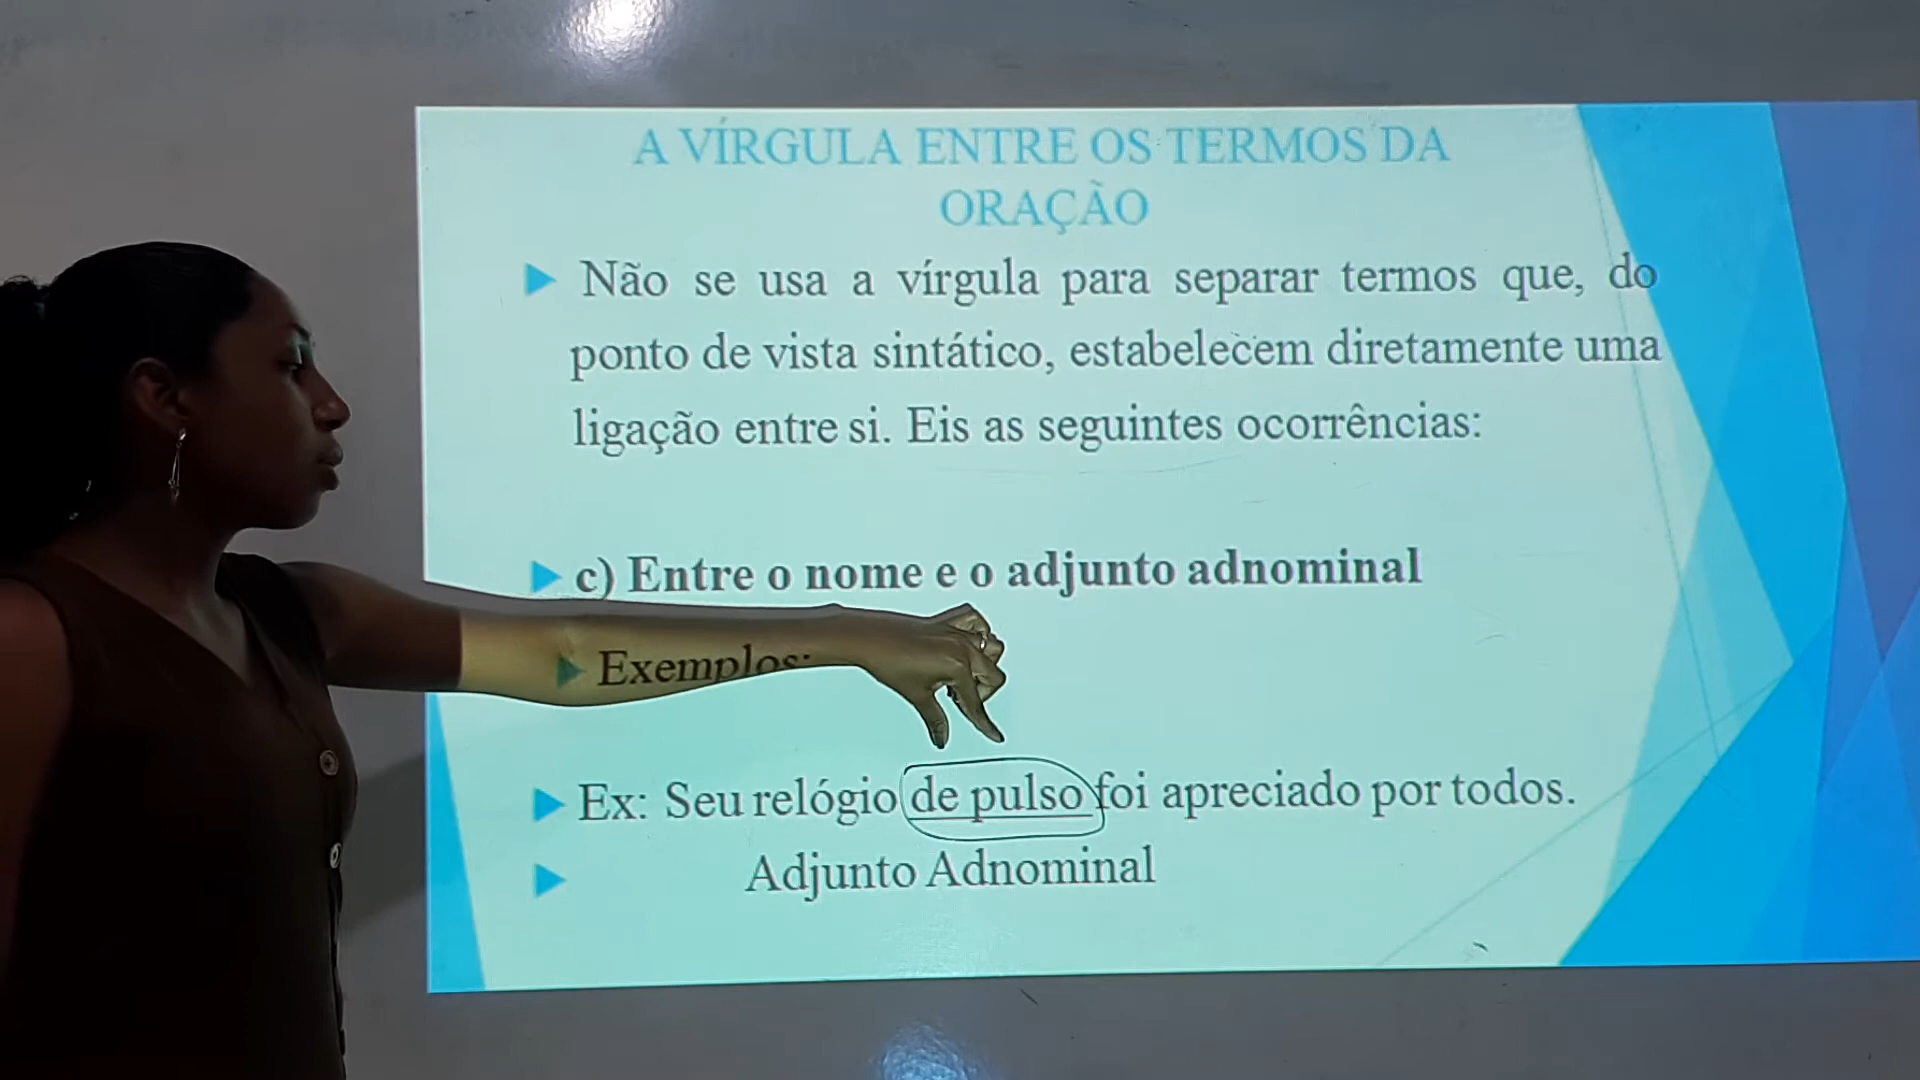 A VÍRGULA ENTRE OS TERMOS DA
ORAÇÃO
Não se usa a vírgula para separar termos que, do
ponto de vista sintático, estabelecem diretamente uma
ligação entre si. Eis as seguintes ocorrências:
c) Entre o nome e o adjunto adnominal
Exemplos:
Ex: Seu relógio de pulso foi apreciado por todos.
Adjunto Adnominal